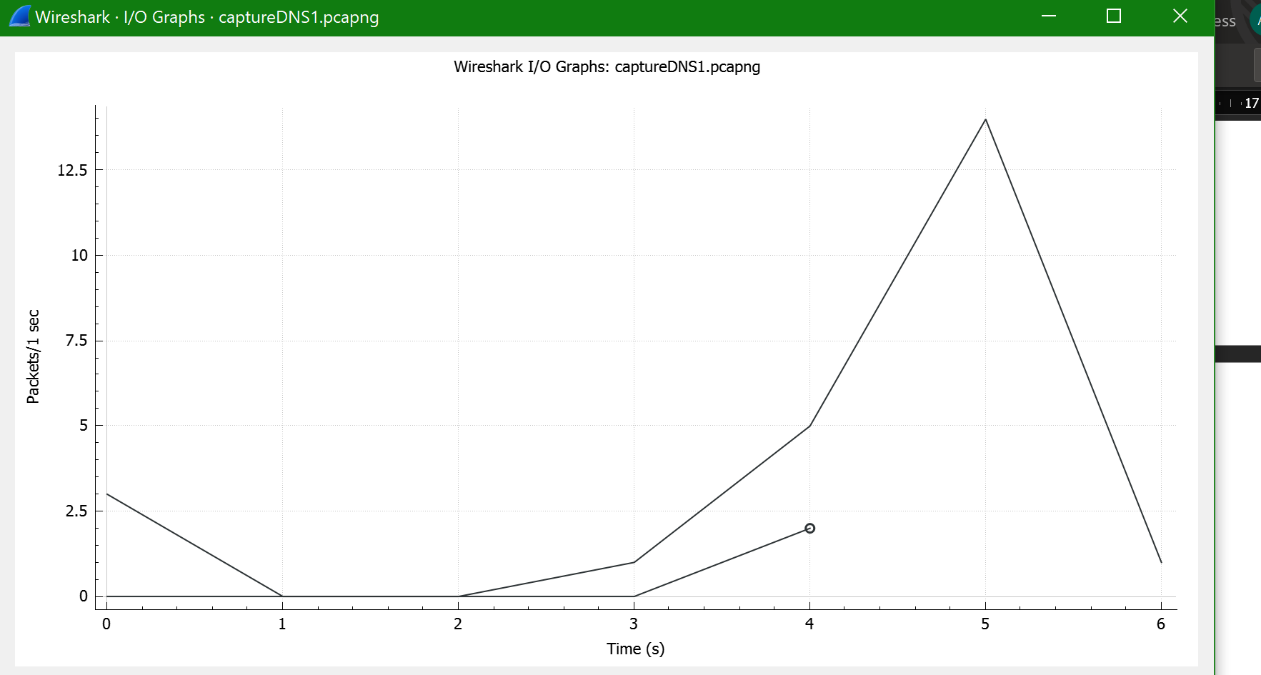 Wireshark · I/O Graphs · captureDNS1.pcapng
ess
17
Wireshark I/O Graphs: captureDNS1.pcapng
12.5
10
7.5
5
2.5
0
Packets/1 sec
0 1 2 3 4 5 6
Time (s)